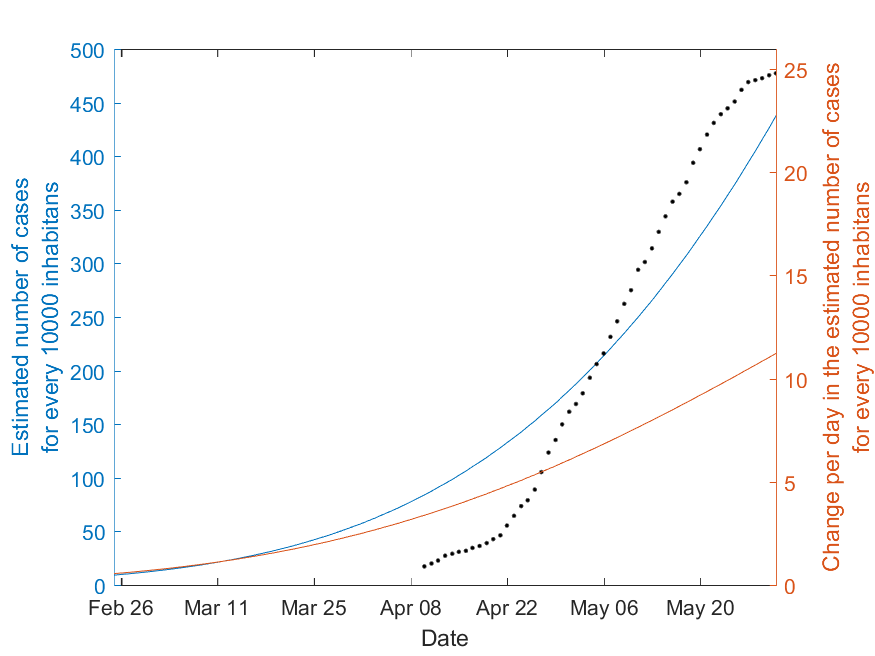 500
450
400
350
300
250
200
150
100
50
0
Estimated number of cases
for every 10000 inhabitans
25
20
15
10
5
0
Change per day in the estimated number of cases
for every 10000 inhabitans
Feb 26
Mar 11
Mar 25
Apr 08
Apr 22
May 06
May 20
Date